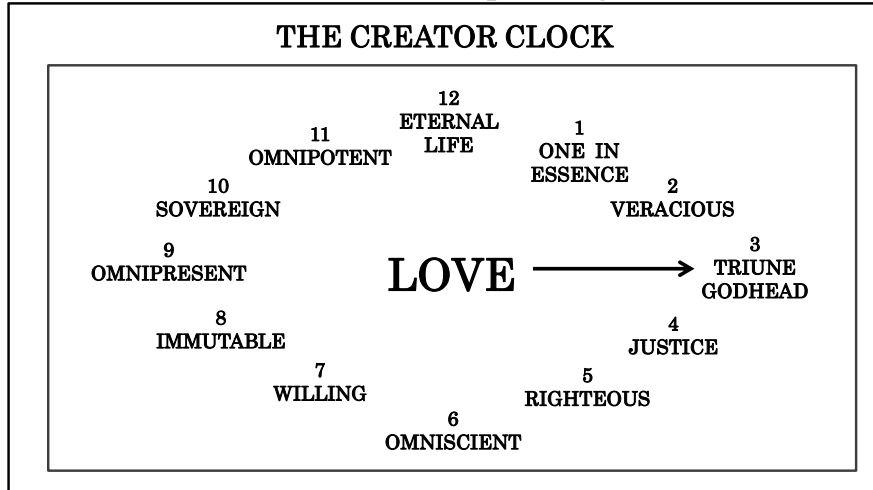 THE CREATOR CLOCK
12
ETERNAL
LIFE
1
ONE IN
ESSENCE
2
VERACIOUS
3
TRIUNE
GODHEAD
4
JUSTICE
5
RIGHTEOUS
6
OMNISCIENT
7
WILLING
8
IMMUTABLE
9
OMNIPRESENT
10
SOVEREIGN
11
OMNIPOTENT
LOVE